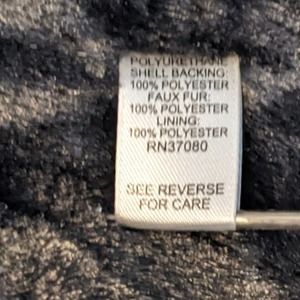 POLYURETHANE
SHELL BACKING:
100% POLYESTER
FAUX FUR:
100% POLYESTER
LINING:
100% POLYESTER
RN37080
SEE REVERSE
FOR CARE